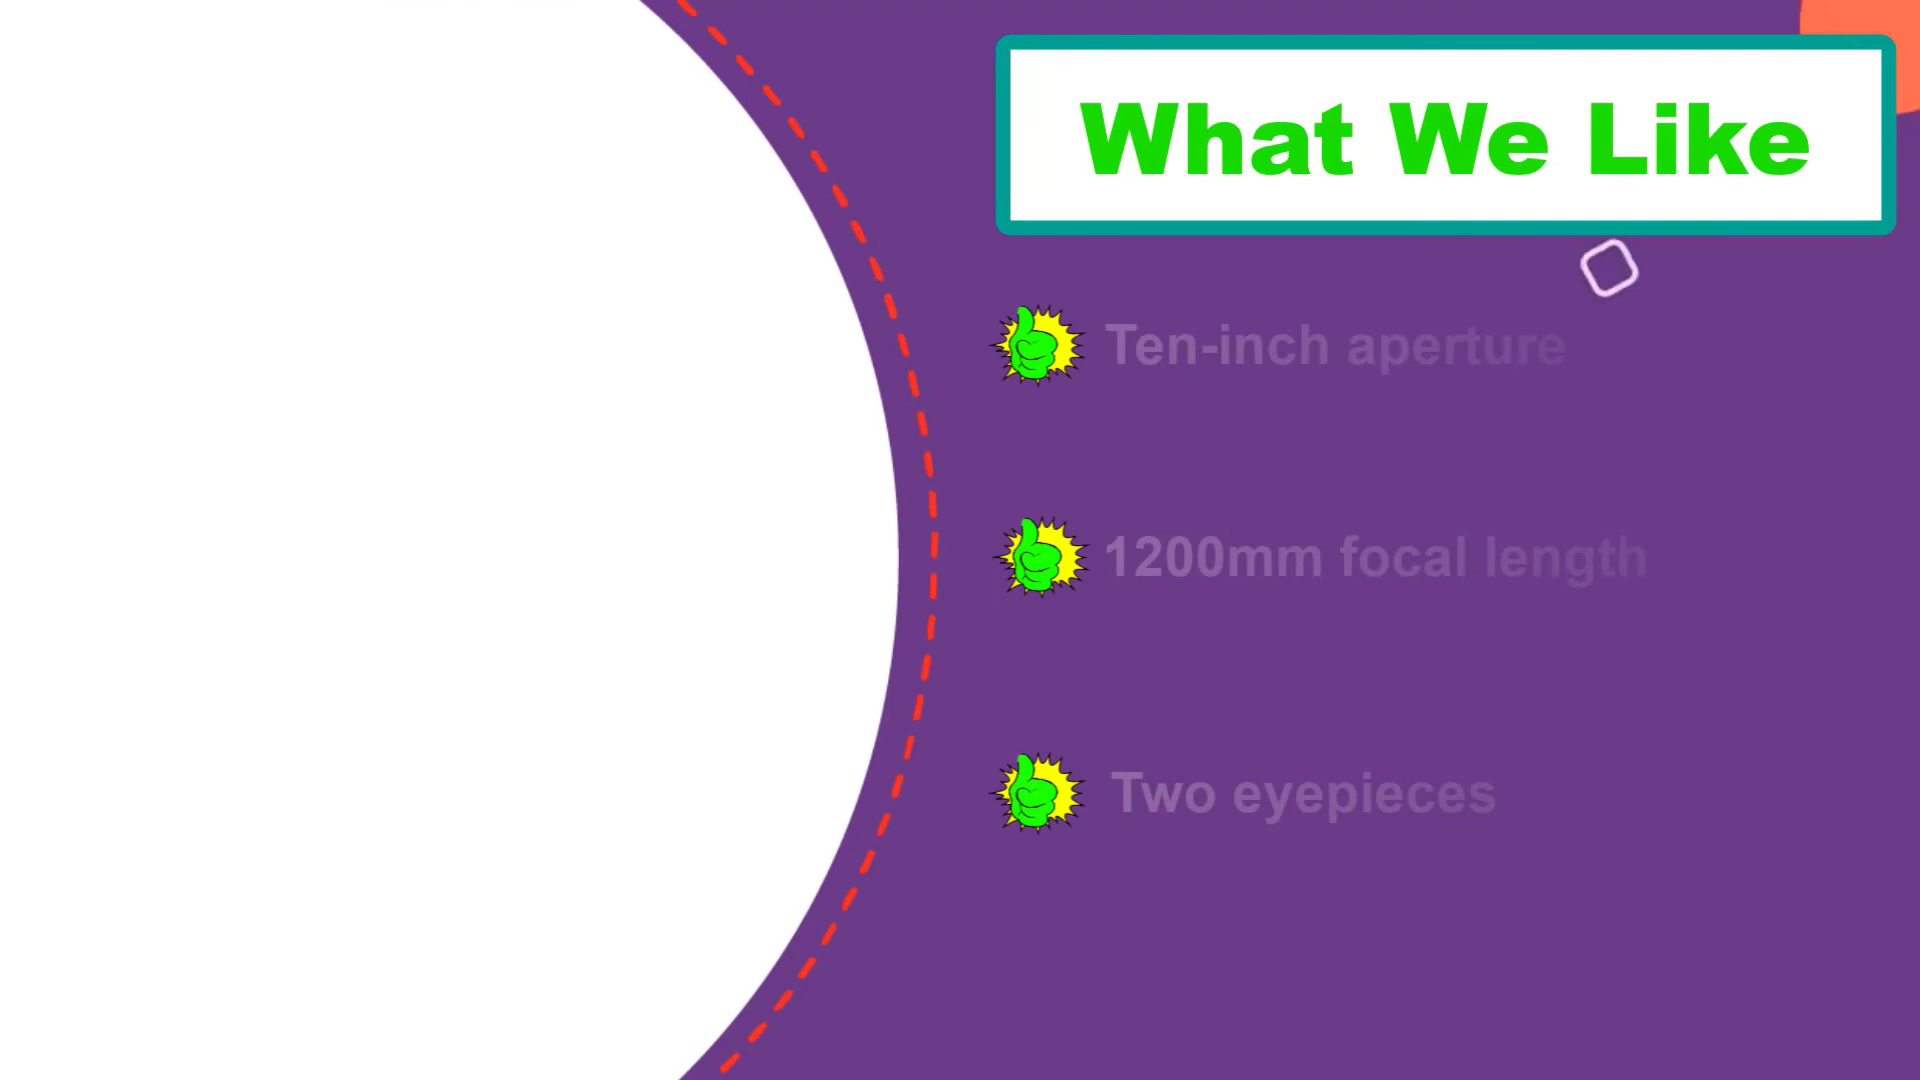 What We Like
Ten-inch aperture
1200mm focal length
Two eyepieces